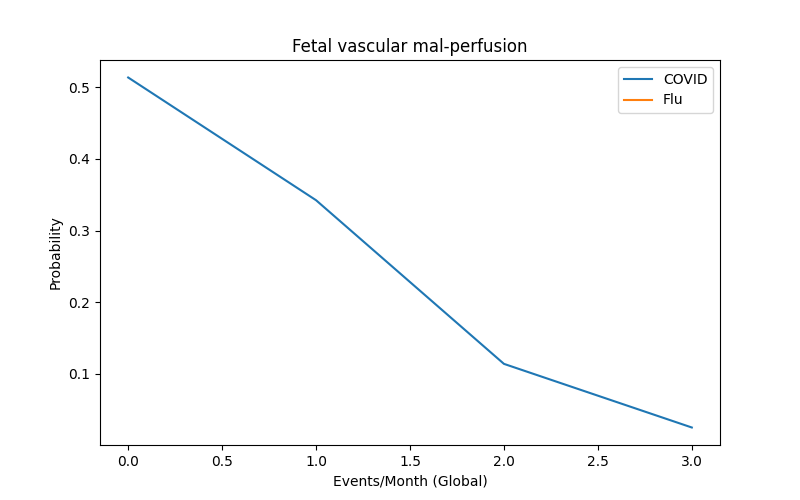 Fetal vascular mal-perfusion
COVID
Flu
0.5
0.4
0.3
0.2
0.1
Probability
0.0
0.5
1.0
1.5
2.0
2.5
3.0
Events/Month (Global)